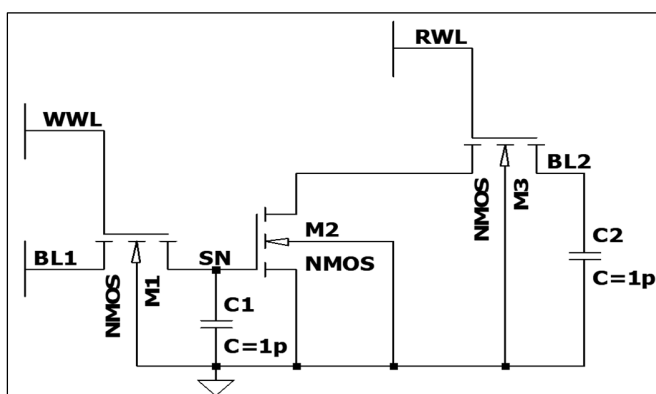 RWL
WWL
BL2
NMOS
M3
M2
C2
BL1
SN
NMOS
C=1p
NMOS
M1
C1
C=1p